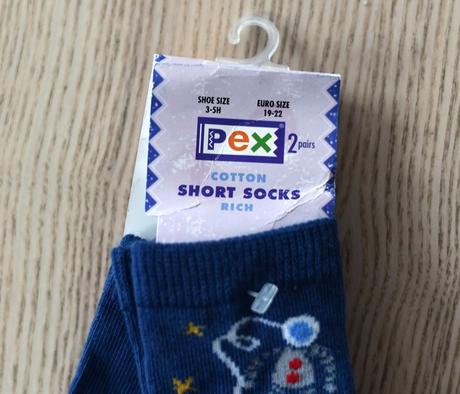 SHOE SIZE EURO SIZE
3-5H 19-22
Pex 2 pairs
COTTON
SHORT SOCKS
RICH